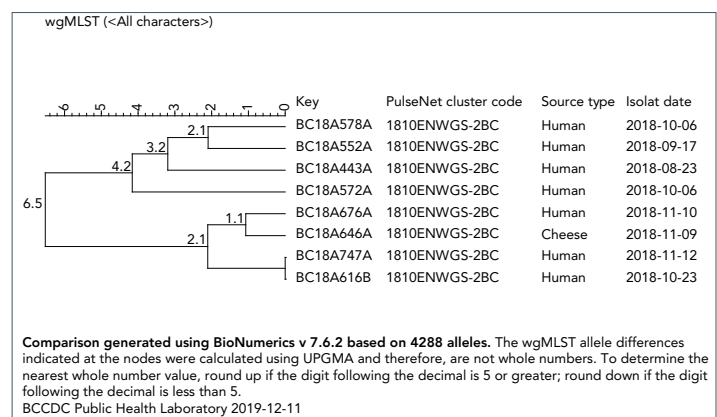 wgMLST (<All characters>)
6 5 4 3 2 1 0
Key PulseNet cluster code Source type Isolat date
BC18A578A 1810ENWGS-2BC Human 2018-10-06
2.1
BC18A552A 1810ENWGS-2BC Human 2018-09-17
3.2
BC18A443A 1810ENWGS-2BC Human 2018-08-23
4.2
BC18A572A 1810ENWGS-2BC Human 2018-10-06
6.5
BC18A676A 1810ENWGS-2BC Human 2018-11-10
1.1
BC18A646A 1810ENWGS-2BC Cheese 2018-11-09
2.1
BC18A747A 1810ENWGS-2BC Human 2018-11-12
BC18A616B 1810ENWGS-2BC Human 2018-10-23
Comparison generated using BioNumerics v 7.6.2 based on 4288 alleles. The wgMLST allele differences
indicated at the nodes were calculated using UPGMA and therefore, are not whole numbers. To determine the
nearest whole number value, round up if the digit following the decimal is 5 or greater; round down if the digit
following the decimal is less than 5.
BCCDC Public Health Laboratory 2019-12-11